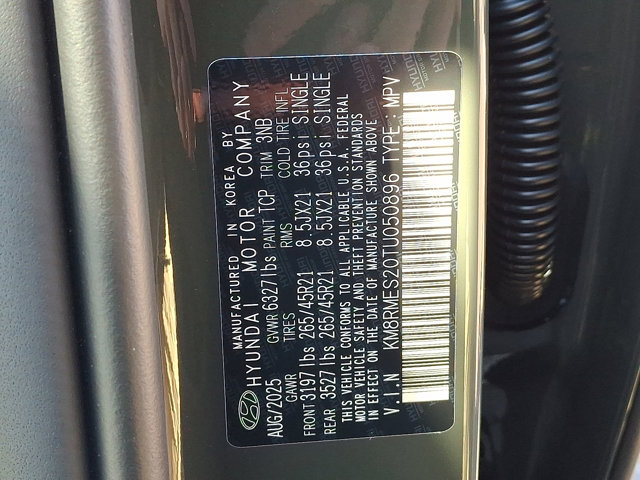 MANUFACTURED IN KOREA BY
HYUNDAI MOTOR COMPANY
AUG/2025 GVWR 6327lbs PAINT TCP TRIM 3NB
GAWR TIRES RIMS COLD TIRE INFL
FRONT 3197lbs 265/45R21 8.5JX21 36psi SINGLE
REAR 3527lbs 265/45R21 8.5JX21 36psi SINGLE
THIS VEHICLE CONFORMS TO ALL APPLICABLE U.S.A. FEDERAL
MOTOR VEHICLE SAFETY AND THEFT PREVENTION STANDARDS
IN EFFECT ON THE DATE OF MANUFACTURE SHOWN ABOVE
V.I.N : KM8RMES20TU050896 TYPE : MPV